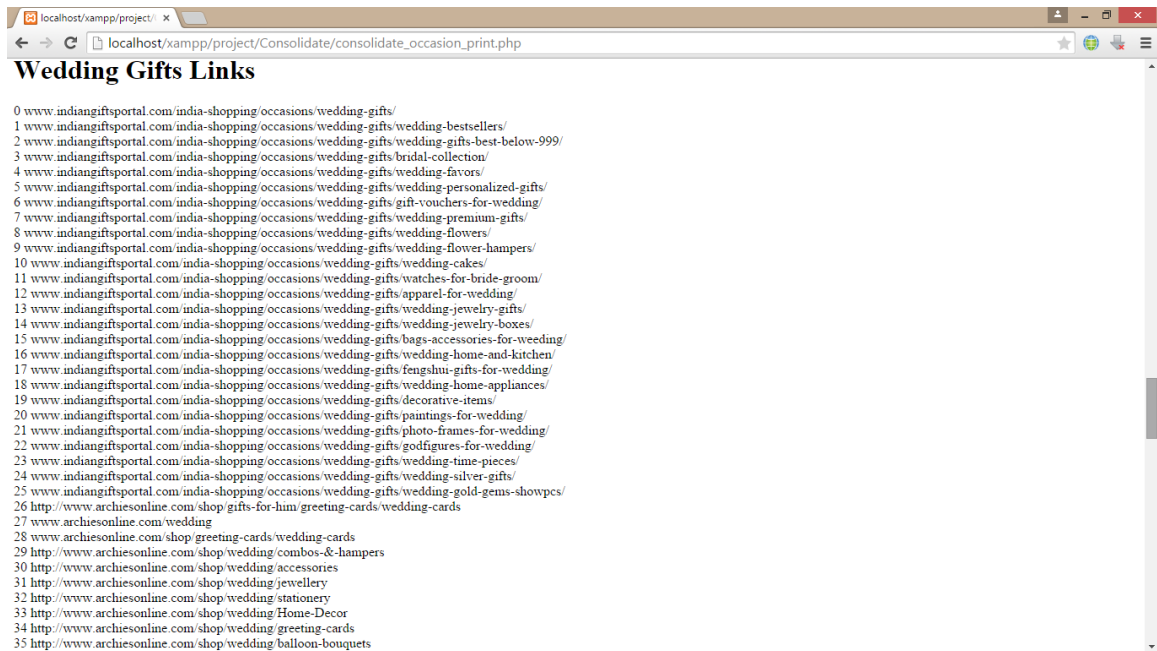 localhost/xampp/project/
localhost/xampp/project/Consolidate/consolidate_occasion_print.php
Wedding Gifts Links
0 www.indiangiftsportal.com/india-shopping/occasions/wedding-gifts/
1 www.indiangiftsportal.com/india-shopping/occasions/wedding-gifts/wedding-bestsellers/
2 www.indiangiftsportal.com/india-shopping/occasions/wedding-gifts/wedding-gifts-best-below-999/
3 www.indiangiftsportal.com/india-shopping/occasions/wedding-gifts/bridal-collection/
4 www.indiangiftsportal.com/india-shopping/occasions/wedding-gifts/wedding-favors/
5 www.indiangiftsportal.com/india-shopping/occasions/wedding-gifts/wedding-personalized-gifts/
6 www.indiangiftsportal.com/india-shopping/occasions/wedding-gifts/gift-vouchers-for-wedding/
7 www.indiangiftsportal.com/india-shopping/occasions/wedding-gifts/wedding-premium-gifts/
8 www.indiangiftsportal.com/india-shopping/occasions/wedding-gifts/wedding-flowers/
9 www.indiangiftsportal.com/india-shopping/occasions/wedding-gifts/wedding-flower-hampers/
10 www.indiangiftsportal.com/india-shopping/occasions/wedding-gifts/wedding-cakes/
11 www.indiangiftsportal.com/india-shopping/occasions/wedding-gifts/watches-for-bride-groom/
12 www.indiangiftsportal.com/india-shopping/occasions/wedding-gifts/apparel-for-wedding/
13 www.indiangiftsportal.com/india-shopping/occasions/wedding-gifts/wedding-jewelry-gifts/
14 www.indiangiftsportal.com/india-shopping/occasions/wedding-gifts/wedding-jewelry-boxes/
15 www.indiangiftsportal.com/india-shopping/occasions/wedding-gifts/bags-accessories-for-weeding/
16 www.indiangiftsportal.com/india-shopping/occasions/wedding-gifts/wedding-home-and-kitchen/
17 www.indiangiftsportal.com/india-shopping/occasions/wedding-gifts/fengshui-gifts-for-wedding/
18 www.indiangiftsportal.com/india-shopping/occasions/wedding-gifts/wedding-home-appliances/
19 www.indiangiftsportal.com/india-shopping/occasions/wedding-gifts/decorative-items/
20 www.indiangiftsportal.com/india-shopping/occasions/wedding-gifts/paintings-for-wedding/
21 www.indiangiftsportal.com/india-shopping/occasions/wedding-gifts/photo-frames-for-wedding/
22 www.indiangiftsportal.com/india-shopping/occasions/wedding-gifts/godfigures-for-wedding/
23 www.indiangiftsportal.com/india-shopping/occasions/wedding-gifts/wedding-time-pieces/
24 www.indiangiftsportal.com/india-shopping/occasions/wedding-gifts/wedding-silver-gifts/
25 www.indiangiftsportal.com/india-shopping/occasions/wedding-gifts/wedding-gold-gems-showpcs/
26 http://www.archiesonline.com/shop/gifts-for-him/greeting-cards/wedding-cards
27 www.archiesonline.com/wedding
28 www.archiesonline.com/shop/greeting-cards/wedding-cards
29 http://www.archiesonline.com/shop/wedding/combos-&-hampers
30 http://www.archiesonline.com/shop/wedding/accessories
31 http://www.archiesonline.com/shop/wedding/jewellery
32 http://www.archiesonline.com/shop/wedding/stationery
33 http://www.archiesonline.com/shop/wedding/Home-Decor
34 http://www.archiesonline.com/shop/wedding/greeting-cards
35 http://www.archiesonline.com/shop/wedding/balloon-bouquets